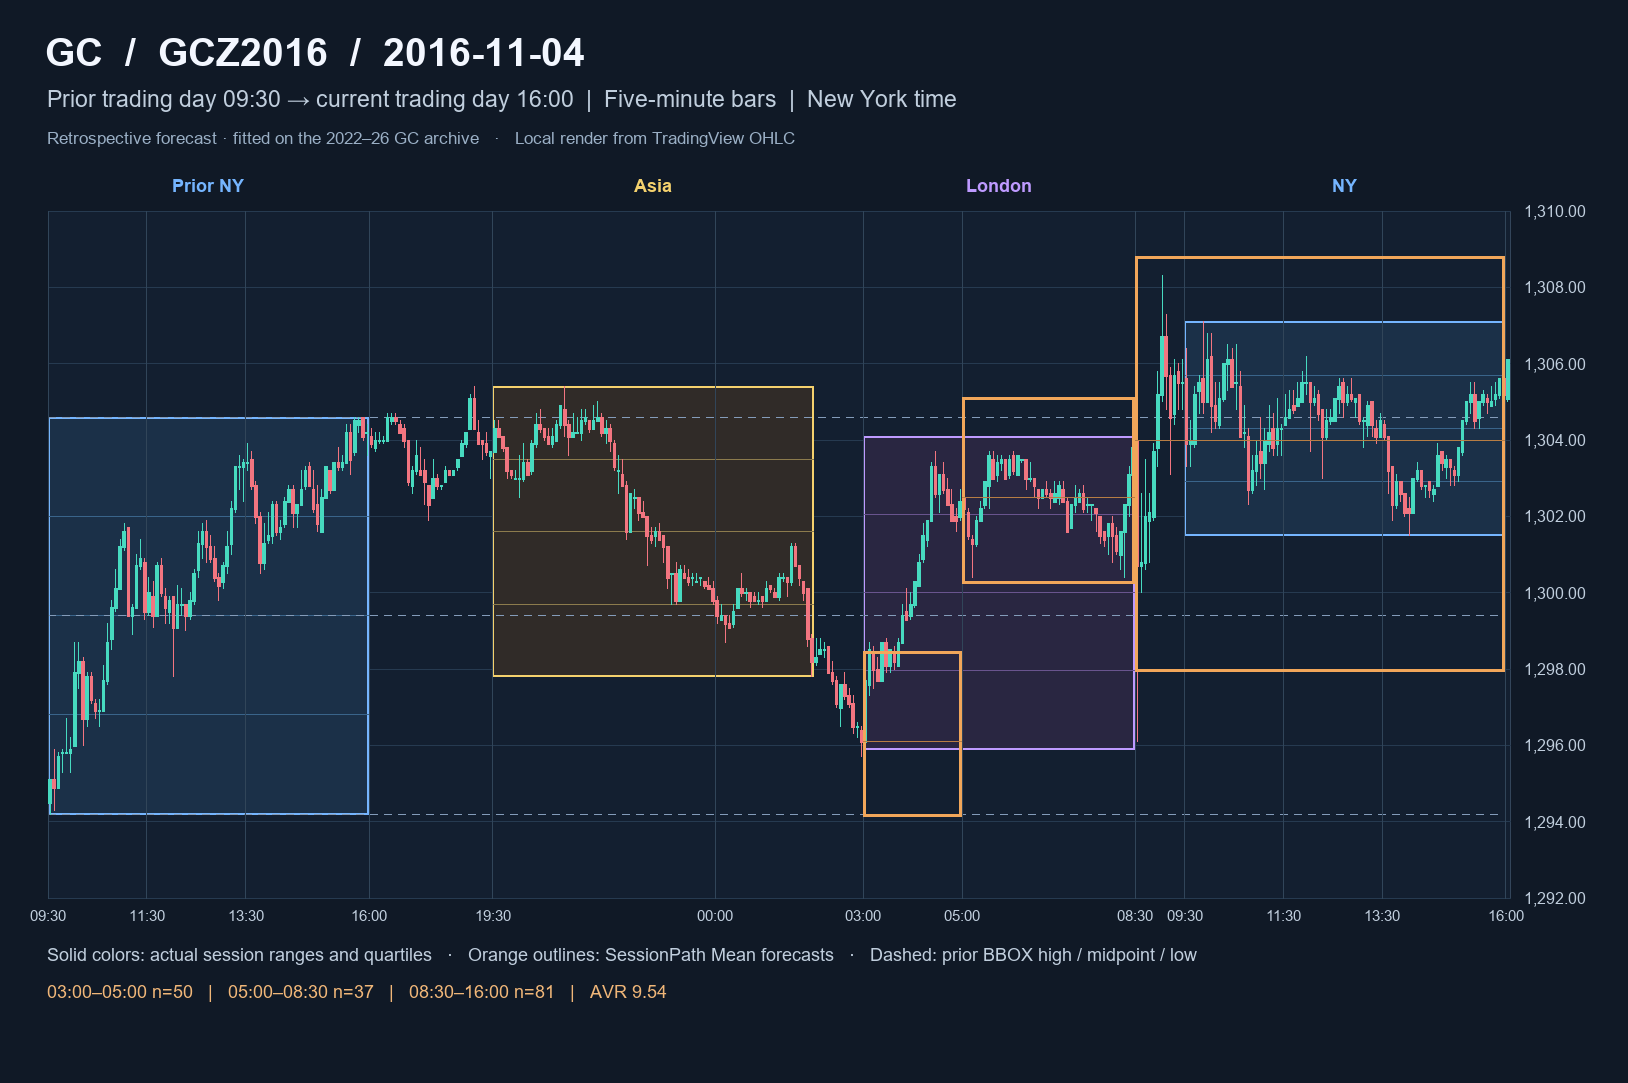 GC / GCZ2016 / 2016-11-04
Prior trading day 09:30 → current trading day 16:00 | Five-minute bars | New York time
Retrospective forecast · fitted on the 2022–26 GC archive · Local render from TradingView OHLC
Prior NY Asia London NY
1,310.00
1,308.00
1,306.00
1,304.00
1,302.00
1,300.00
1,298.00
1,296.00
1,294.00
1,292.00
09:30 11:30 13:30 16:00 19:30 00:00 03:00 05:00 08:30 09:30 11:30 13:30 16:00
Solid colors: actual session ranges and quartiles · Orange outlines: SessionPath Mean forecasts · Dashed: prior BBOX high / midpoint / low
03:00–05:00 n=50 | 05:00–08:30 n=37 | 08:30–16:00 n=81 | AVR 9.54